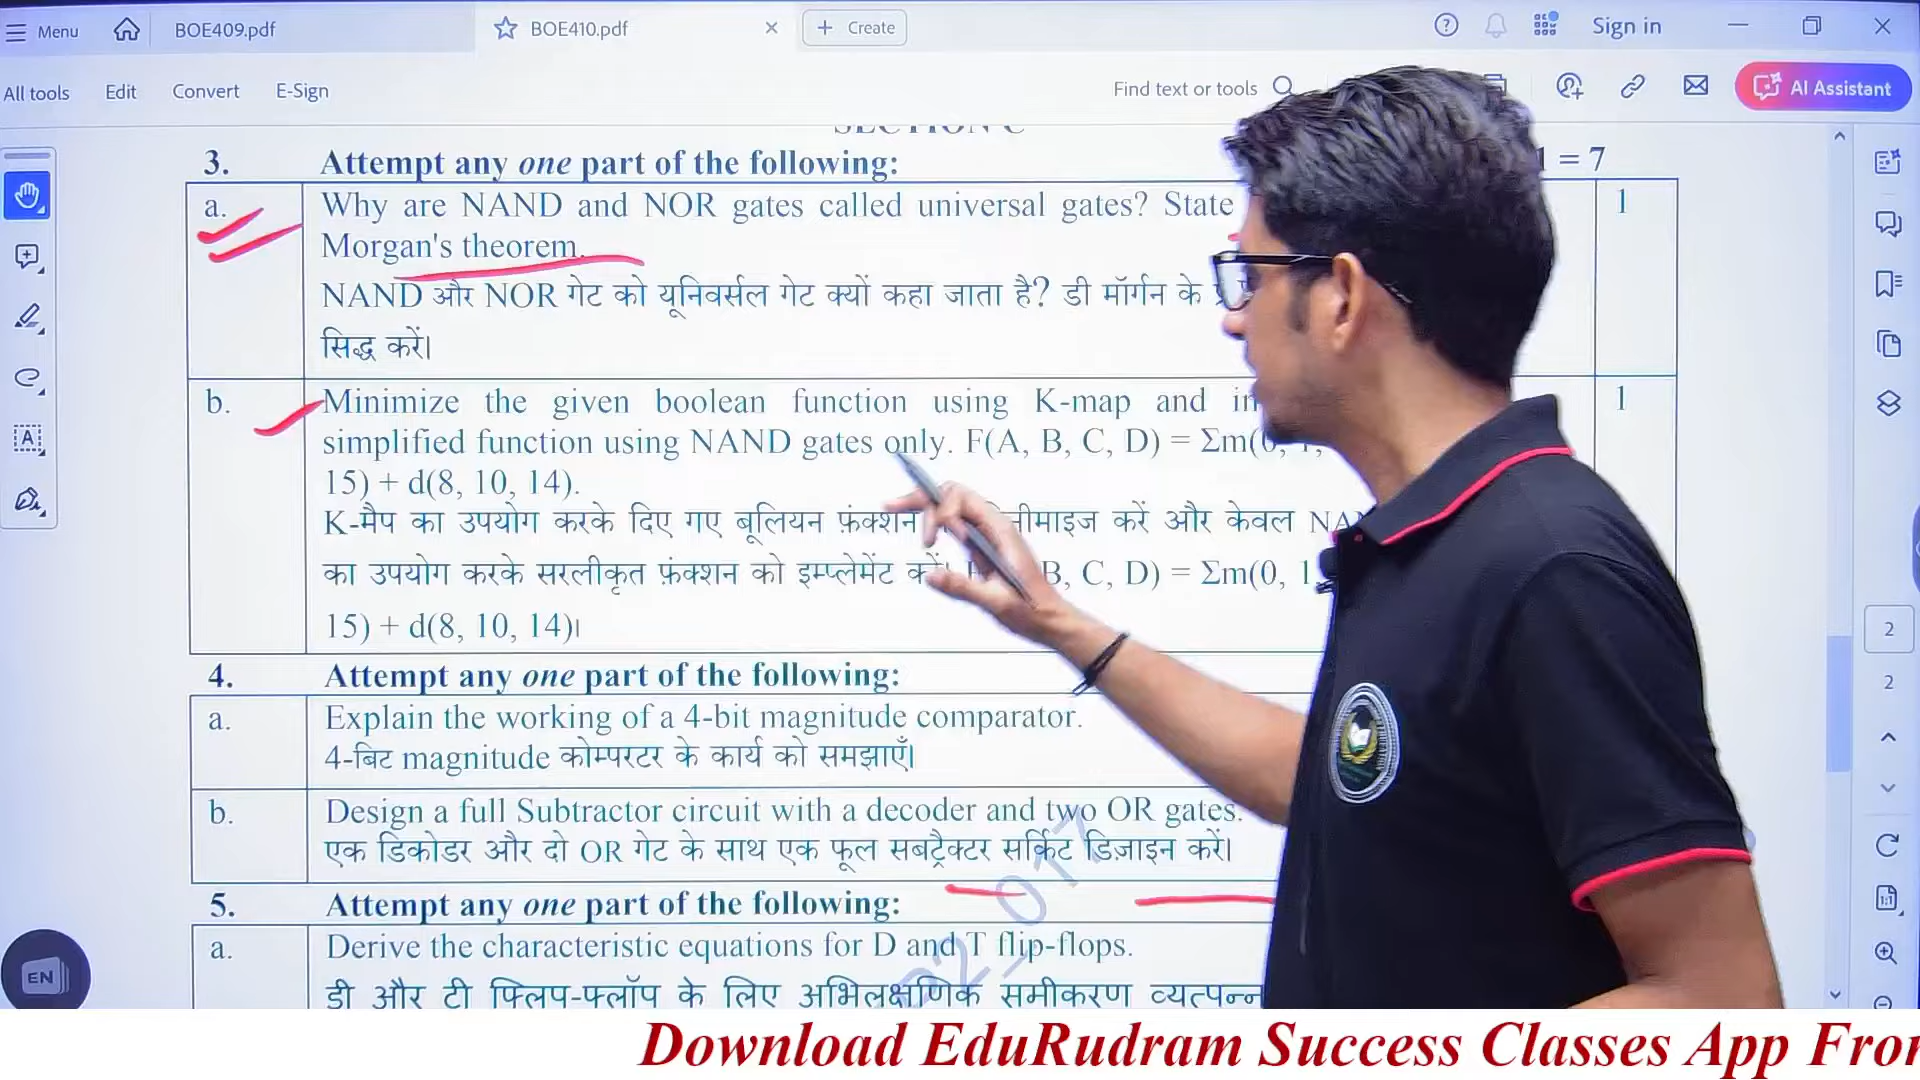 Menu
BOE409.pdf
BOE410.pdf
Create
Sign in
All tools
Edit
Convert
E-Sign
Find text or tools
AI Assistant
3. Attempt any one part of the following: 1 = 7
a. Why are NAND and NOR gates called universal gates? State 1
Morgan's theorem.
NAND और NOR गेट को यूनिवर्सल गेट क्यों कहा जाता है? डी मॉर्गन के
सिद्ध करें।
b. Minimize the given boolean function using K-map and 1
simplified function using NAND gates only. F(A, B, C, D) = Σm(0, 1,
15) + d(8, 10, 14).
K-मैप का उपयोग करके दिए गए बूलियन फ़ंक्शन करें और केवल
का उपयोग करके सरलीकृत फ़ंक्शन को इम्प्लेमेंट करें। B, C, D) = Σm(0, 1,
15) + d(8, 10, 14)।
4. Attempt any one part of the following:
a. Explain the working of a 4-bit magnitude comparator.
4-बिट magnitude कोम्परटर के कार्य को समझाएँ।
b. Design a full Subtractor circuit with a decoder and two OR gates.
एक डिकोडर और दो OR गेट के साथ एक फूल सबट्रैक्टर सर्किट डिज़ाइन करें।
5. Attempt any one part of the following:
a. Derive the characteristic equations for D and T flip-flops.
डी और टी फ्लिप-फ्लॉप के लिए अभिलक्षणिक समीकरण व्यत्पन्न
2
2
EN
Download EduRudram Success Classes App From